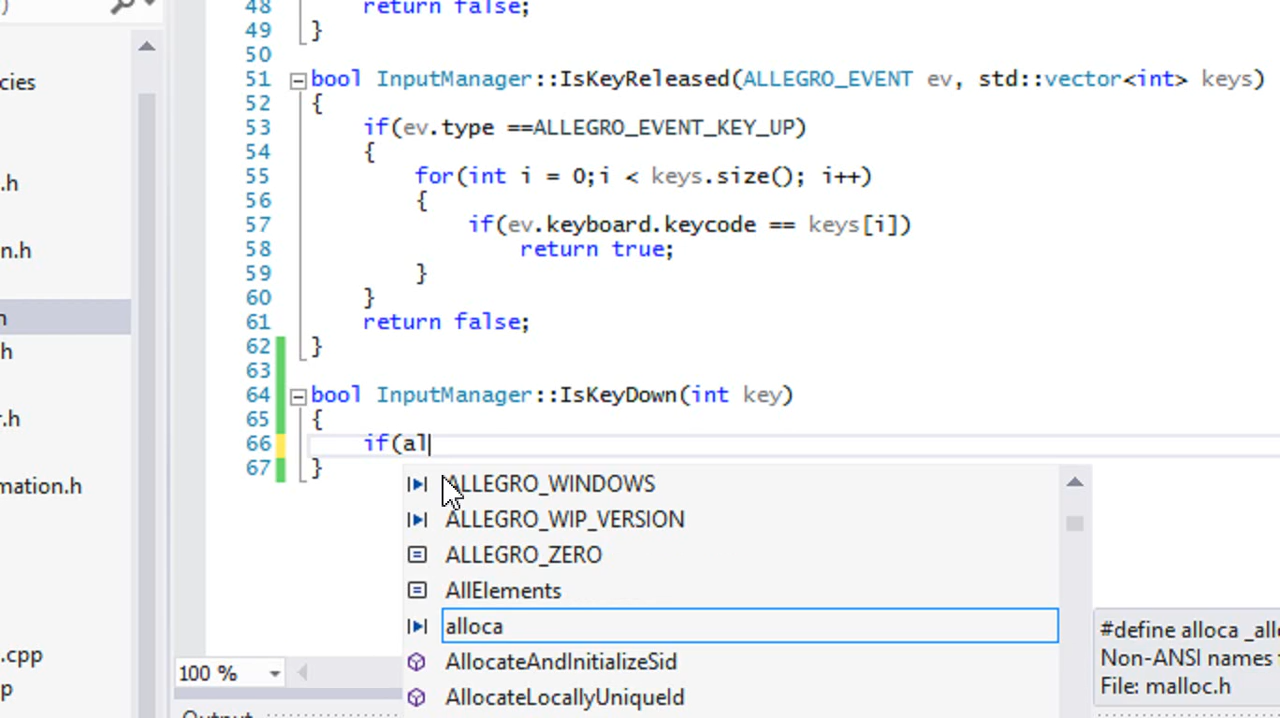 )
48 return false;
49 }
50
cies
51 bool InputManager::IsKeyReleased(ALLEGRO_EVENT ev, std::vector<int> keys)
52 {
53 if(ev.type ==ALLEGRO_EVENT_KEY_UP)
54 {
.h
55 for(int i = 0;i < keys.size(); i++)
56 {
57 if(ev.keyboard.keycode == keys[i])
n.h
58 return true;
59 }
60 }
n
61 return false;
h
62 }
63
64 bool InputManager::IsKeyDown(int key)
r.h
65 {
66 if(al
67 }
mation.h
ALLEGRO_WINDOWS
ALLEGRO_WIP_VERSION
ALLEGRO_ZERO
AllElements
alloca
AllocateAndInitializeSid
AllocateLocallyUniqueId
#define alloca _allo
Non-ANSI names
File: malloc.h
.cpp
p
100 %
Output